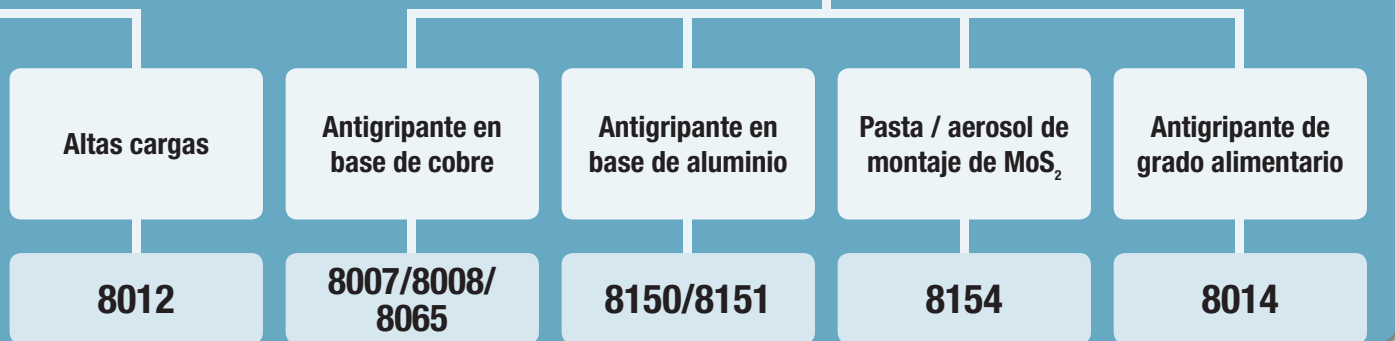 Altas cargas
Antigripante en
base de cobre
Antigripante en
base de aluminio
Pasta / aerosol de
montaje de MoS₂
Antigripante de
grado alimentario
8012
8007/8008/
8065
8150/8151
8154
8014